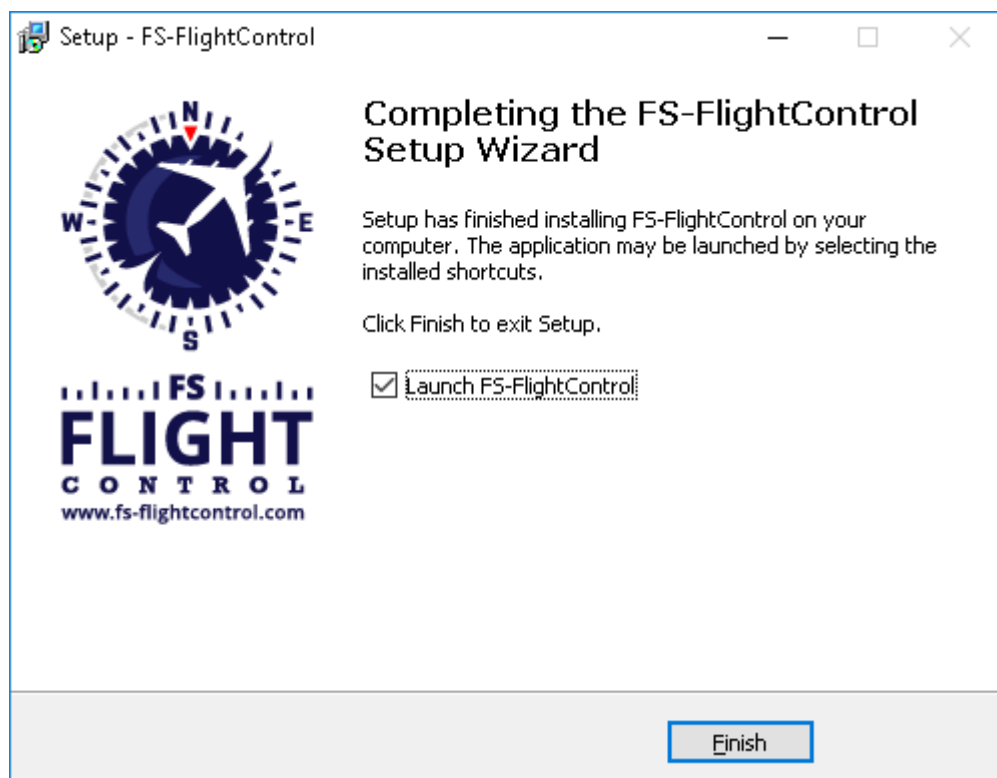 Setup - FS-FlightControl
N
W
E
S
FS
FLIGHT
CONTROL
www.fs-flightcontrol.com
Completing the FS-FlightControl
Setup Wizard
Setup has finished installing FS-FlightControl on your
computer. The application may be launched by selecting the
installed shortcuts.
Click Finish to exit Setup.
Launch FS-FlightControl
Finish